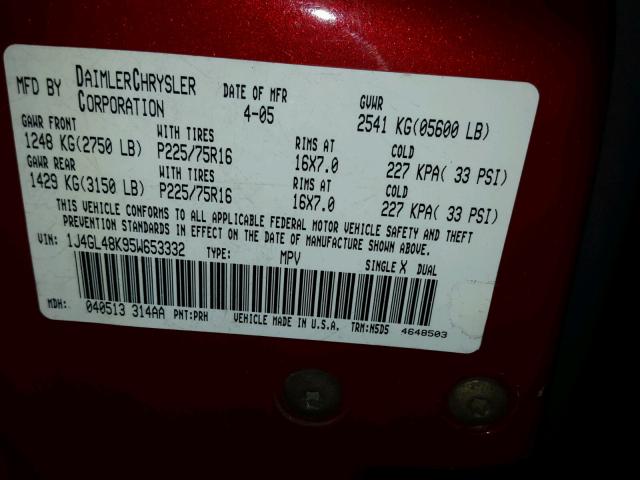 MFD BY DAIMLERCHRYSLER CORPORATION DATE OF MFR 4-05 GVWR 2541 KG(05600 LB)
GAWR FRONT WITH TIRES RIMS AT COLD
1248 KG(2750 LB) P225/75R16 16X7.0 227 KPA( 33 PSI)
GAWR REAR WITH TIRES RIMS AT COLD
1429 KG(3150 LB) P225/75R16 16X7.0 227 KPA( 33 PSI)
THIS VEHICLE CONFORMS TO ALL APPLICABLE FEDERAL MOTOR VEHICLE SAFETY AND THEFT
PREVENTION STANDARDS IN EFFECT ON THE DATE OF MANUFACTURE SHOWN ABOVE.
VIN: 1J4GL48K95W653332 TYPE: MPV SINGLE X DUAL
MDH: 040513 314AA PNT:PRH VEHICLE MADE IN U.S.A. TRM:N5D5 4648503